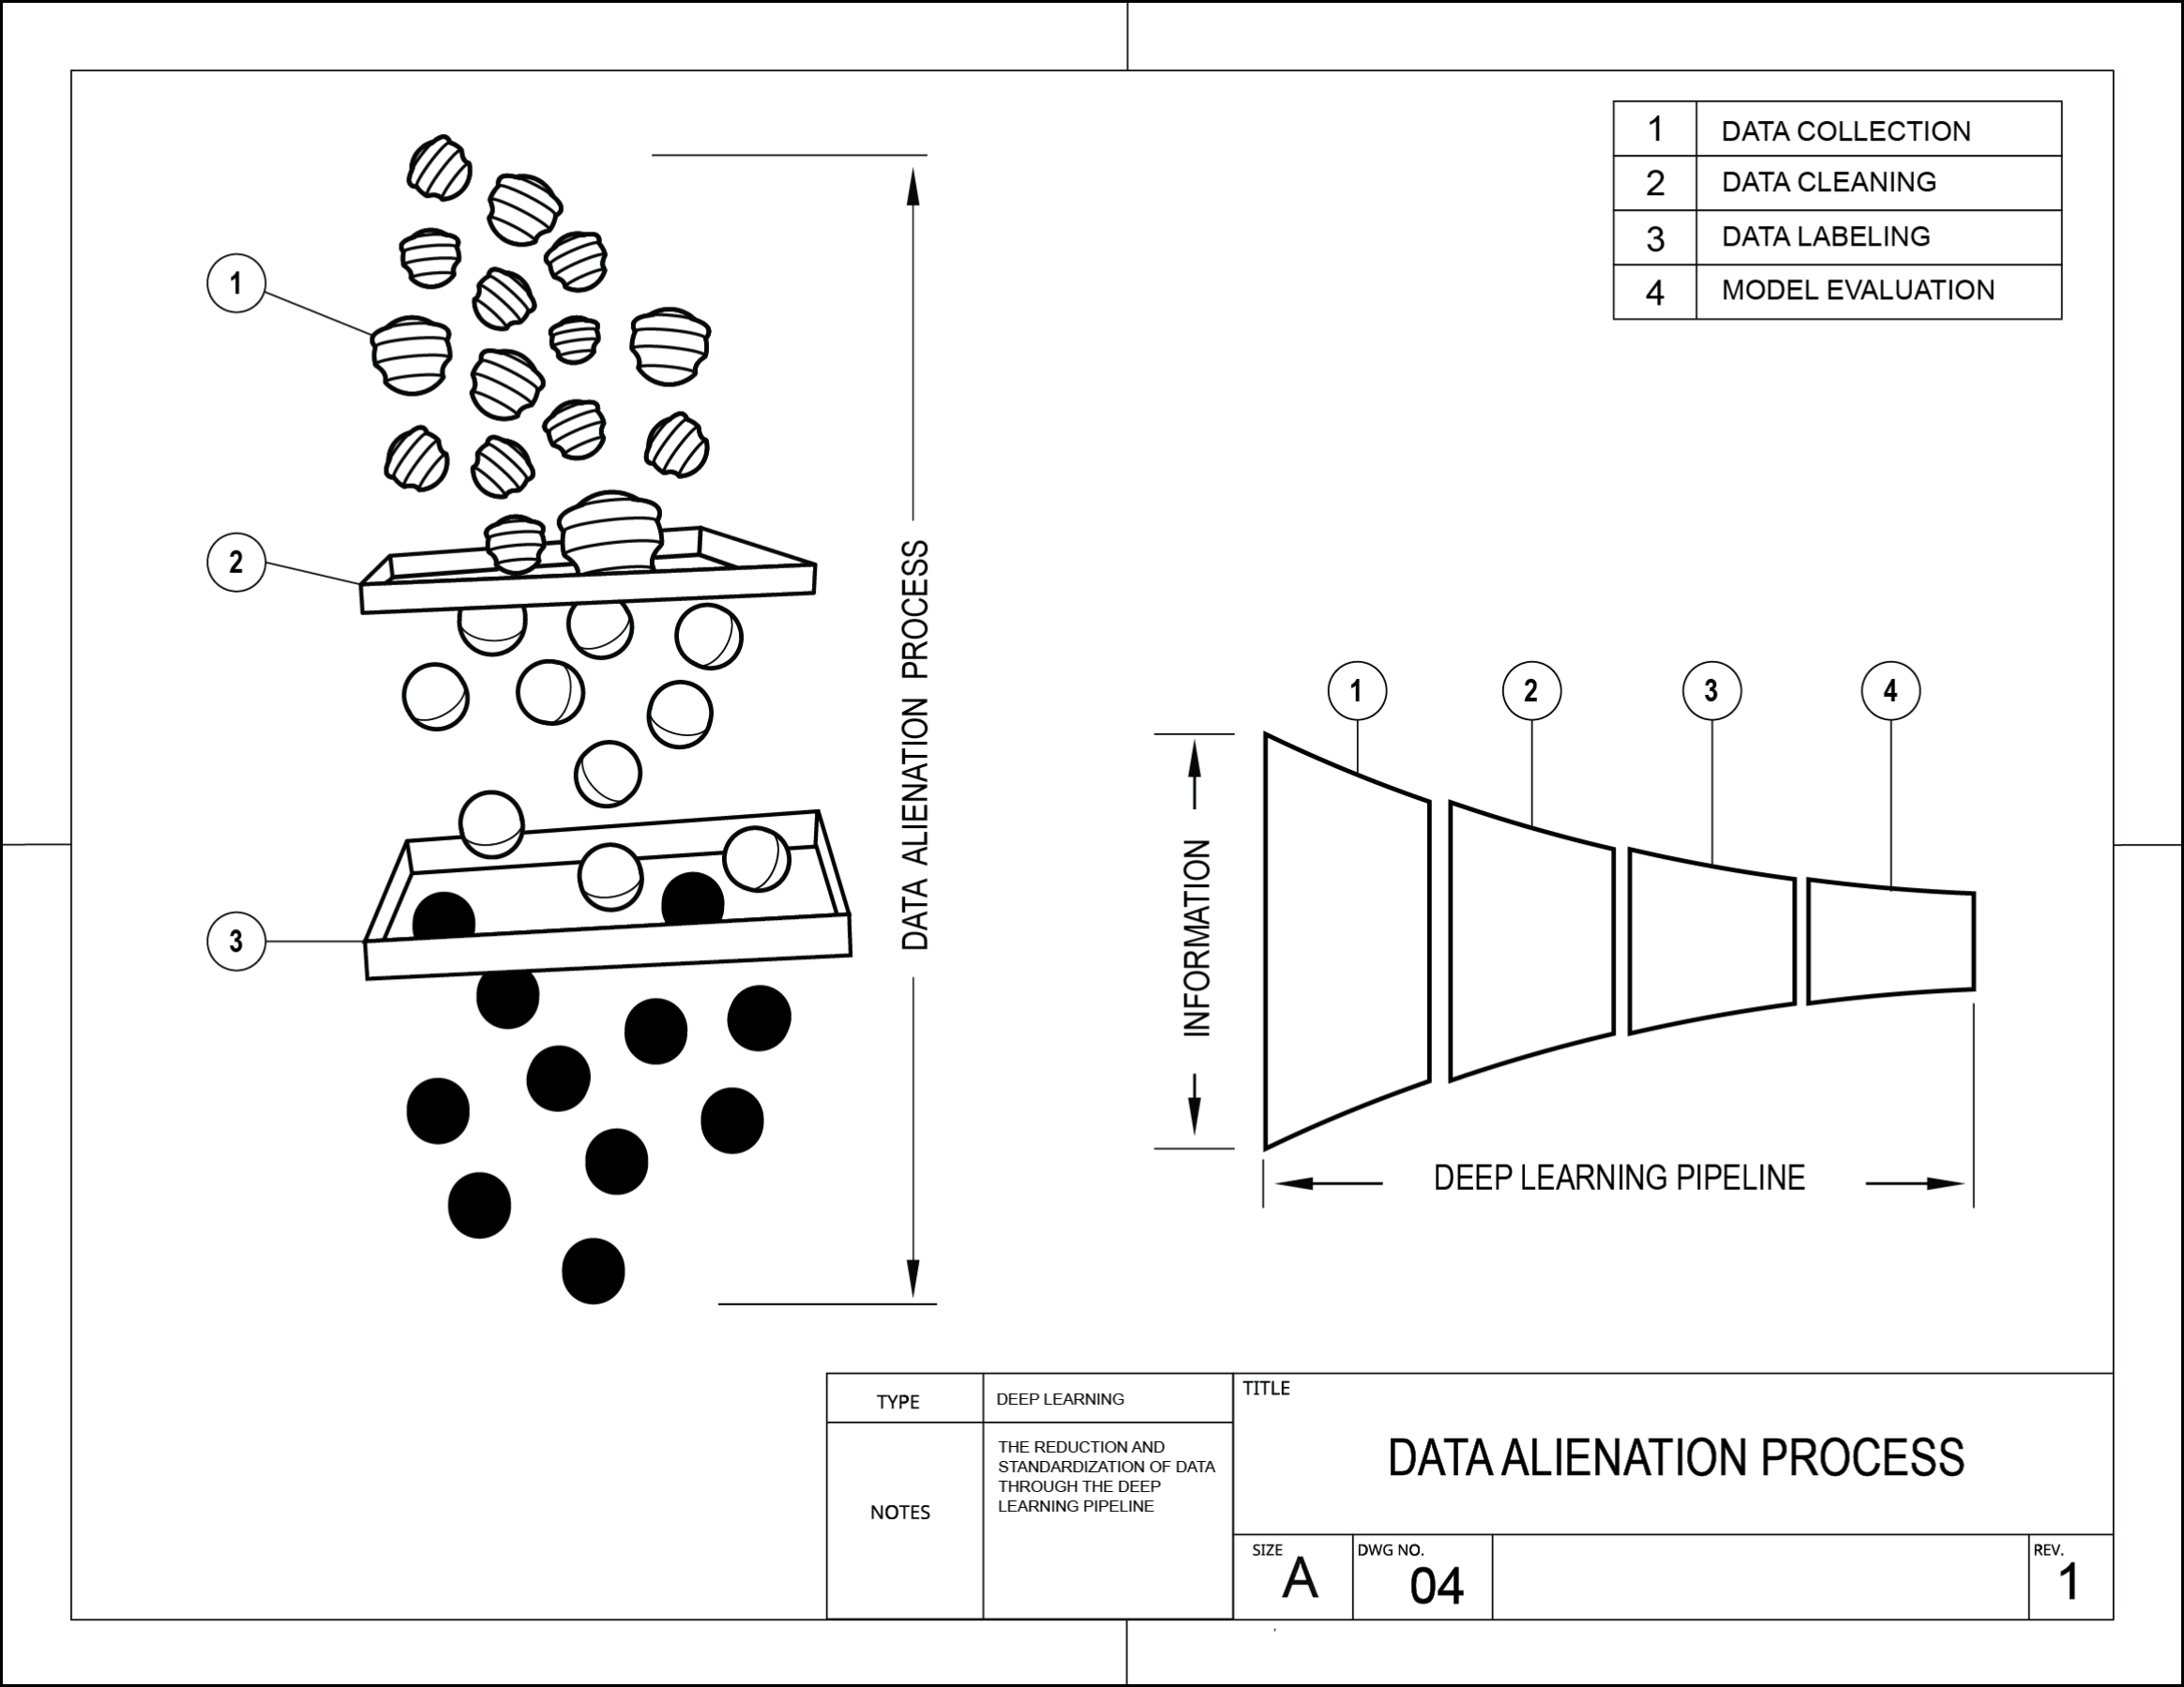 1 DATA COLLECTION
2 DATA CLEANING
3 DATA LABELING
4 MODEL EVALUATION
1
2
3
DATA ALIENATION PROCESS
1 2 3 4
INFORMATION
DEEP LEARNING PIPELINE
TYPE
DEEP LEARNING
NOTES
THE REDUCTION AND
STANDARDIZATION OF DATA
THROUGH THE DEEP
LEARNING PIPELINE
TITLE
DATA ALIENATION PROCESS
SIZE
A
DWG NO.
04
REV.
1